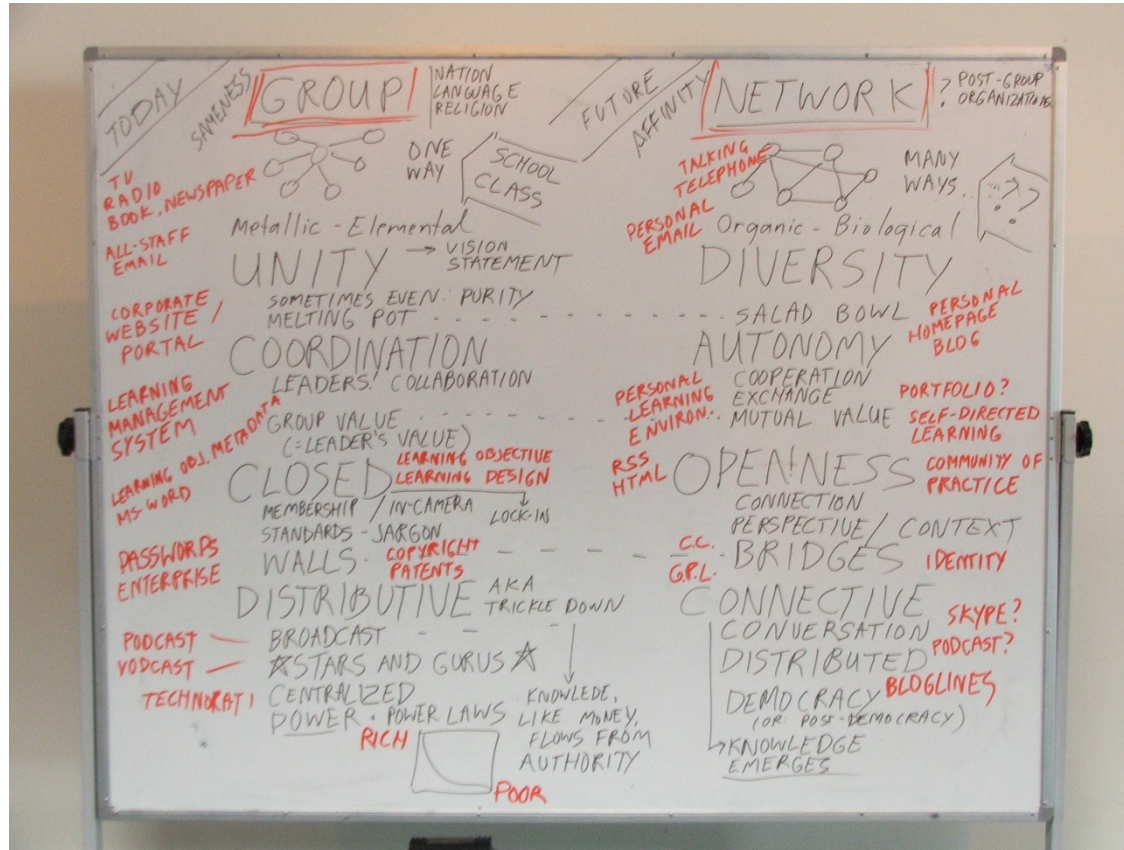 TODAY
SAMENESS
GROUP
NATION
LANGUAGE
RELIGION
ONE
WAY
SCHOOL
CLASS
TV
RADIO
BOOK, NEWSPAPER
ALL-STAFF
EMAIL
Metallic - Elemental
UNITY → VISION
STATEMENT
SOMETIMES EVEN: PURITY
MELTING POT
CORPORATE
WEBSITE /
PORTAL
COORDINATION
LEADERS! COLLABORATION
LEARNING
MANAGEMENT
SYSTEM
GROUP VALUE
(=LEADER'S VALUE)
LEARNING OBJ. METADATA
MS-WORD
CLOSED
LEARNING OBJECTIVE
LEARNING DESIGN
MEMBERSHIP / IN-CAMERA
LOCK-IN
STANDARDS - JARGON
WALLS
COPYRIGHT
PATENTS
PASSWORDS
ENTERPRISE
DISTRIBUTIVE
AKA
TRICKLE DOWN
PODCAST
VODCAST
TECHNORATI
BROADCAST
☆STARS AND GURUS☆
CENTRALIZED
POWER • POWER LAWS
RICH
POOR
KNOWLEDE,
LIKE MONEY,
FLOWS FROM
AUTHORITY
FUTURE
AFFINITY
NETWORK
? POST-GROUP
ORGANIZATIONS
TALKING
TELEPHONE
MANY
WAYS...
? ? ?
PERSONAL
EMAIL
Organic - Biological
DIVERSITY
SALAD BOWL
PERSONAL
HOMEPAGE
BLOG
AUTONOMY
COOPERATION
EXCHANGE
MUTUAL VALUE
PERSONAL
LEARNING
ENVIRON.
PORTFOLIO?
SELF-DIRECTED
LEARNING
RSS
HTML
OPENNESS
COMMUNITY OF
PRACTICE
CONNECTION
PERSPECTIVE / CONTEXT
C.C.
G.P.L.
BRIDGES
IDENTITY
CONNECTIVE
CONVERSATION
SKYPE?
PODCAST?
DISTRIBUTED
BLOGLINES
DEMOCRACY
(OR: POST-DEMOCRACY)
→ KNOWLEDGE
EMERGES